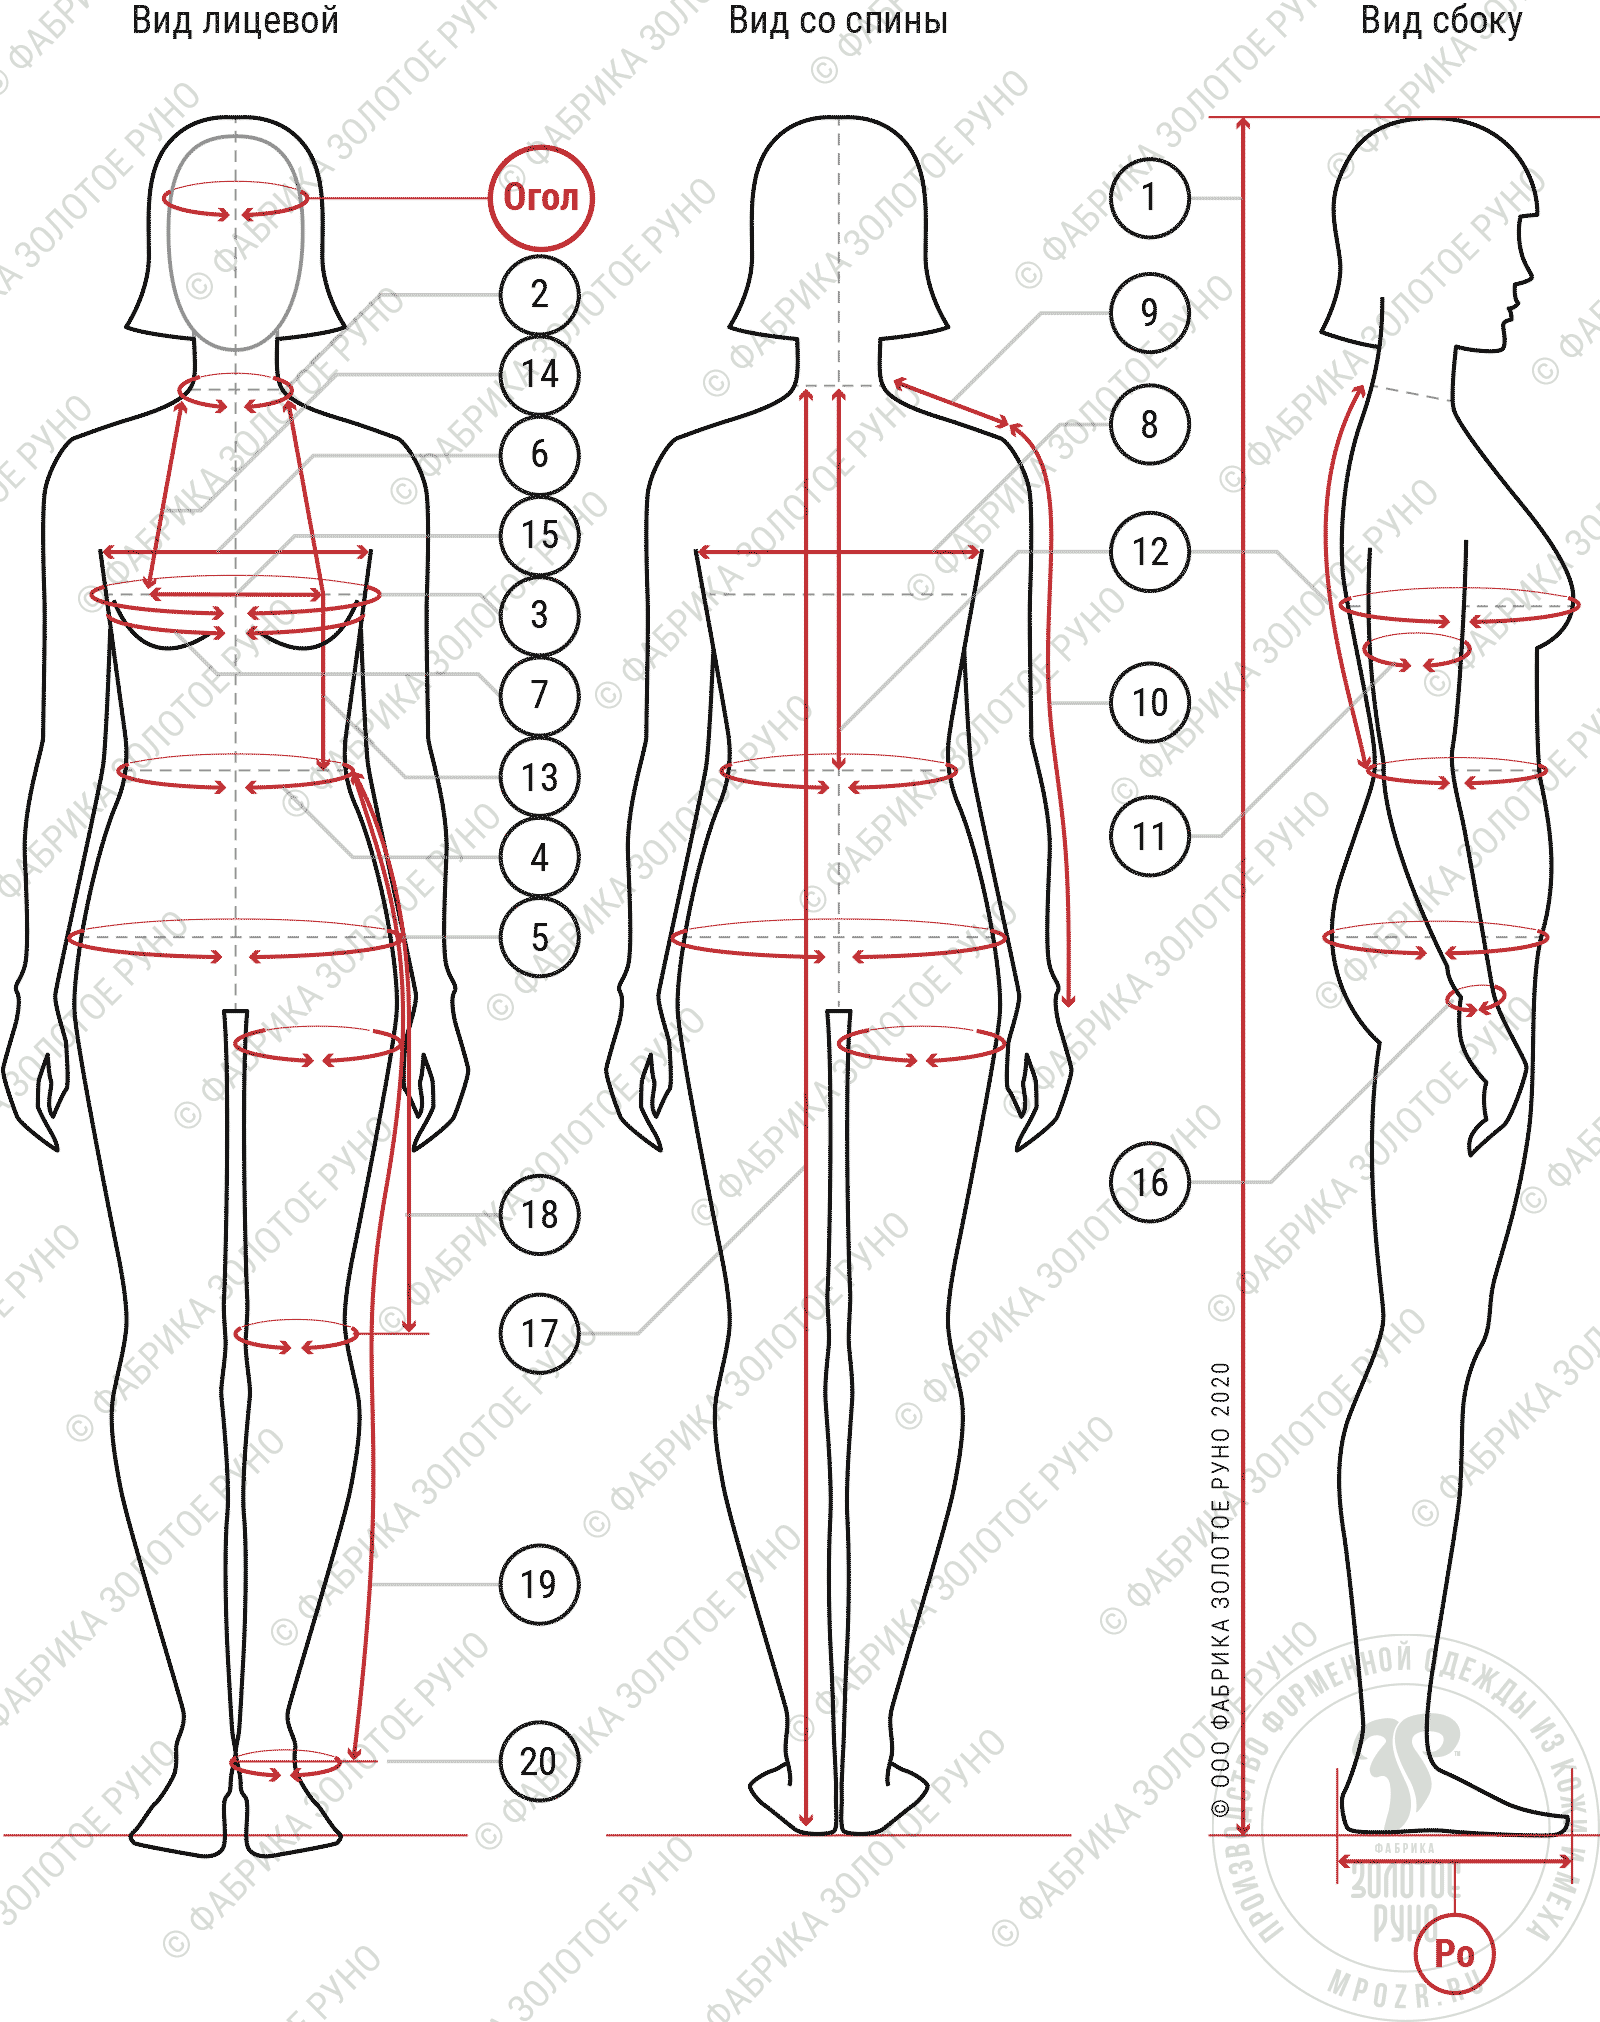 Вид лицевой
Вид со спины
Вид сбоку
Огол
2
14
6
15
3
7
13
4
5
18
17
19
20
1
9
8
12
10
11
16
© ООО ФАБРИКА ЗОЛОТОЕ РУНО 2020
Ро
© ФАБРИКА ЗОЛОТОЕ РУНО
ПРОИЗВОДСТВО ФОРМЕННОЙ ОДЕЖДЫ ИЗ КОЖИ И МЕХА
ФАБРИКА
ЗОЛОТОЕ
РУНО
MPOZR.RU